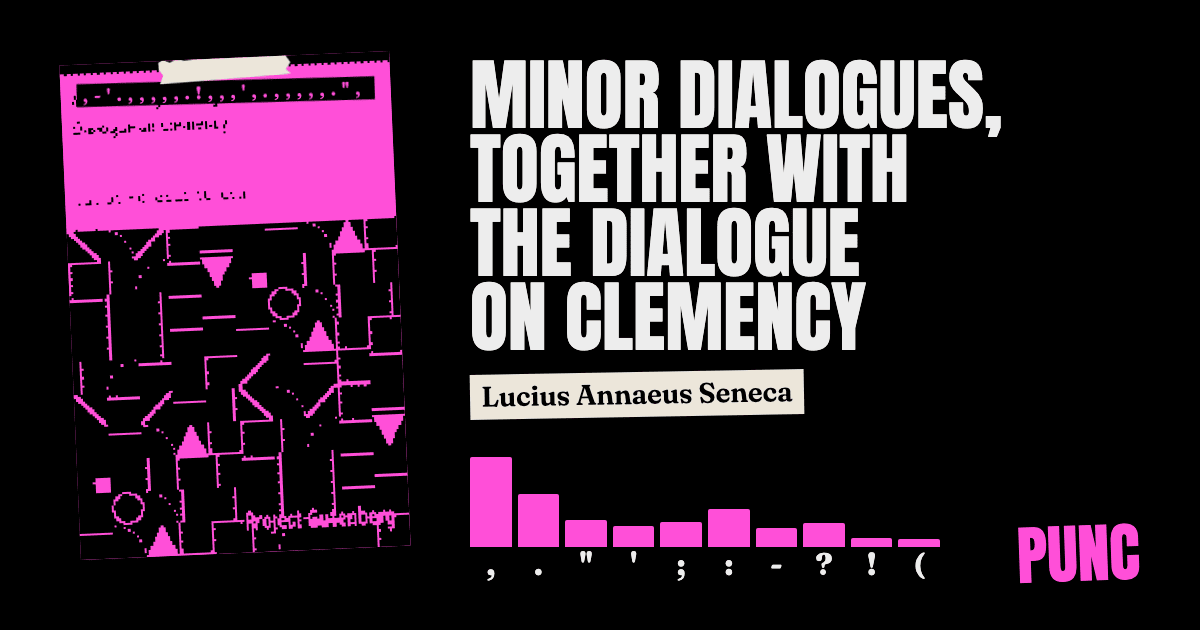 ,-'.,,,,,.!,,,'.,,,,,,.",
Project Gutenberg
MINOR DIALOGUES,
TOGETHER WITH
THE DIALOGUE
ON CLEMENCY
Lucius Annaeus Seneca
, . " ' ; : - ? ! (
PUNC